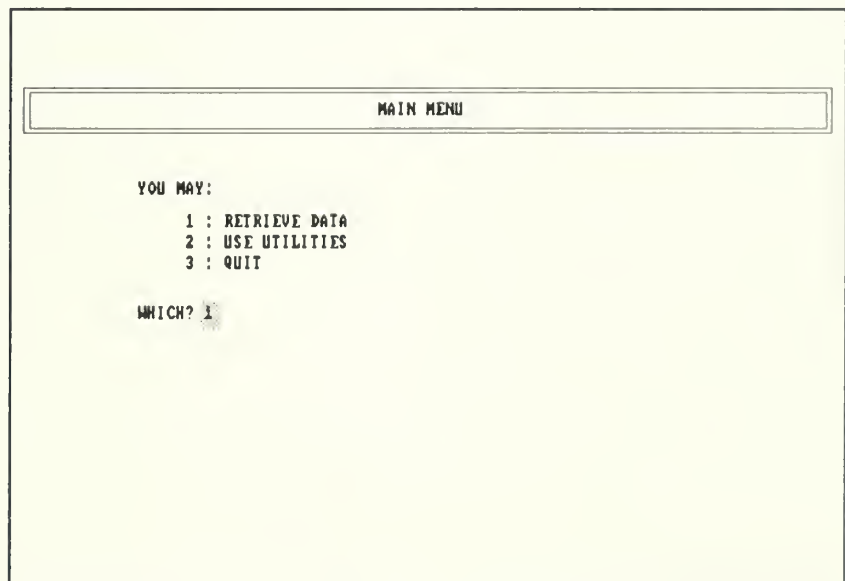 MAIN MENU
YOU MAY:
1 : RETRIEVE DATA
2 : USE UTILITIES
3 : QUIT
WHICH? 1